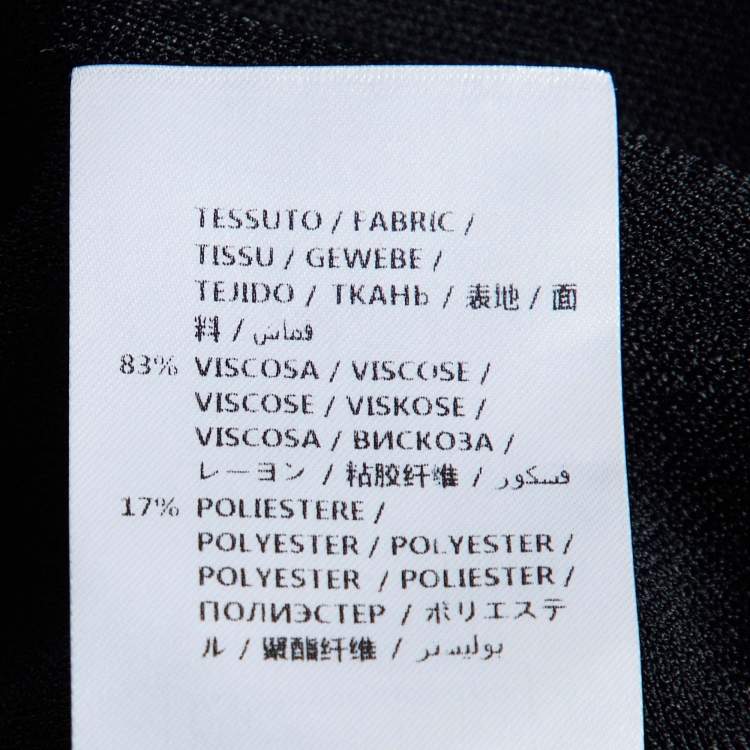 TESSUTO / FABRIC /
TISSU / GEWEBE /
TEJIDO / ТКАНЬ / 表地 / 面
料 / قماش
83% VISCOSA / VISCOSE /
VISCOSE / VISKOSE /
VISCOSA / ВИСКОЗА /
レーヨン / 粘胶纤维 / فسكور
17% POLIESTERE /
POLYESTER / POLYESTER /
POLYESTER / POLIESTER /
ПОЛИЭСТЕР / ポリエステ
ル / 聚酯纤维 / بوليستر